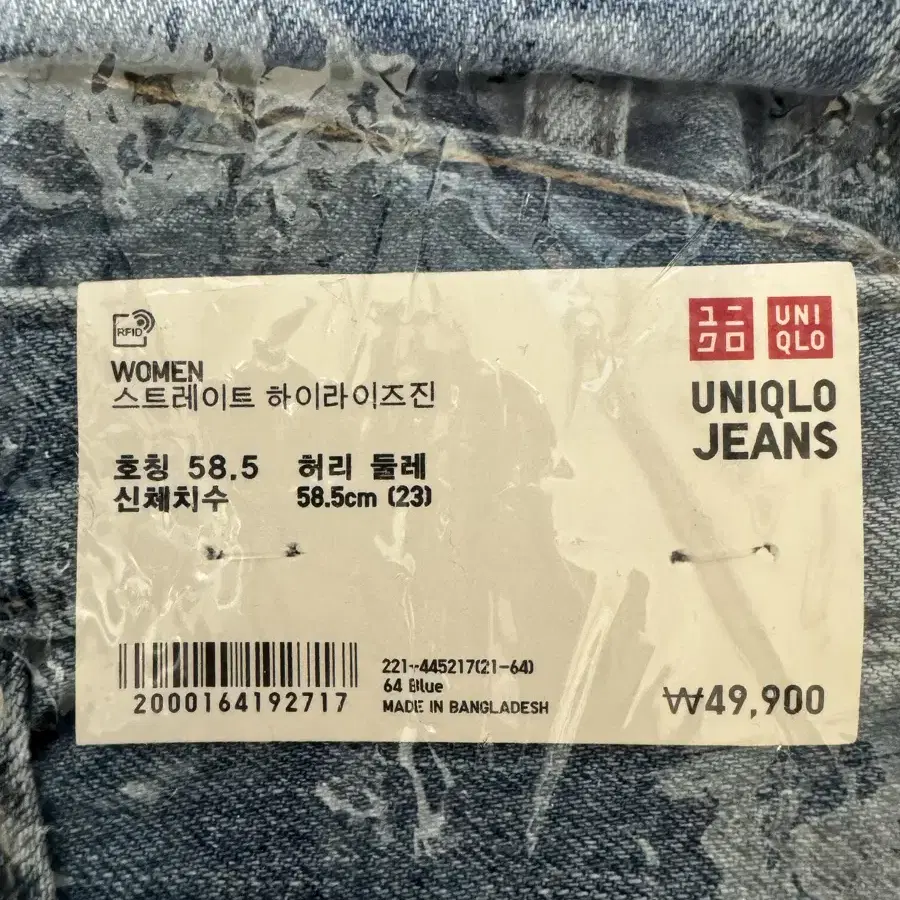 RFID
WOMEN
스트레이트 하이라이즈진
호칭 58.5 허리 둘레
신체치수 58.5cm (23)
ユニ
クロ
UNI
QLO
UNIQLO
JEANS
2000164192717
221-445217(21-64)
64 Blue
MADE IN BANGLADESH
₩49,900